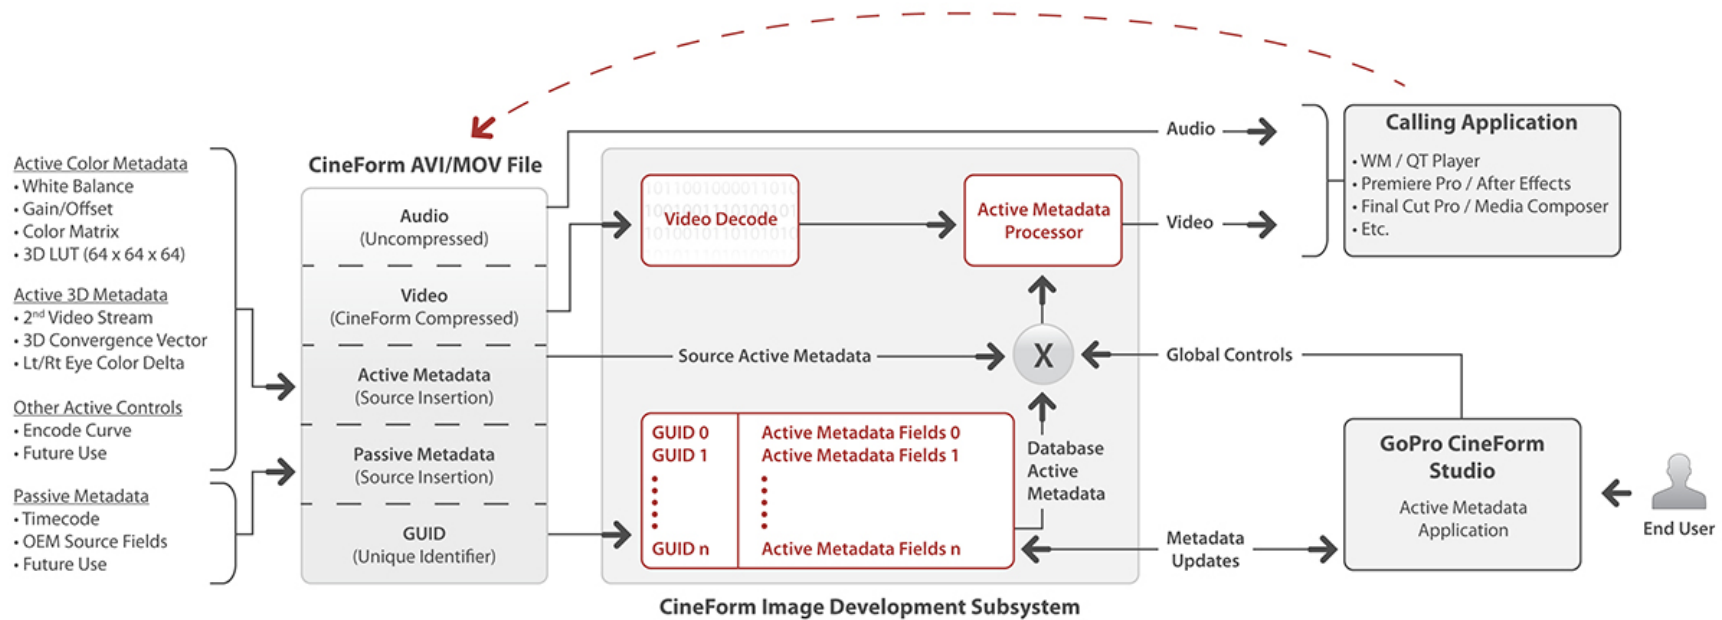 Active Color Metadata
• White Balance
• Gain/Offset
• Color Matrix
• 3D LUT (64 x 64 x 64)
Active 3D Metadata
• 2nd Video Stream
• 3D Convergence Vector
• Lt/Rt Eye Color Delta
Other Active Controls
• Encode Curve
• Future Use
Passive Metadata
• Timecode
• OEM Source Fields
• Future Use
CineForm AVI/MOV File
Audio
(Uncompressed)
Video
(CineForm Compressed)
Active Metadata
(Source Insertion)
Passive Metadata
(Source Insertion)
GUID
(Unique Identifier)
Video Decode
Active Metadata
Processor
Source Active Metadata
X
GUID 0 Active Metadata Fields 0
GUID 1 Active Metadata Fields 1
GUID n Active Metadata Fields n
Database
Active
Metadata
CineForm Image Development Subsystem
Audio
Video
Global Controls
Metadata
Updates
Calling Application
• WM / QT Player
• Premiere Pro / After Effects
• Final Cut Pro / Media Composer
• Etc.
GoPro CineForm
Studio
Active Metadata
Application
End User